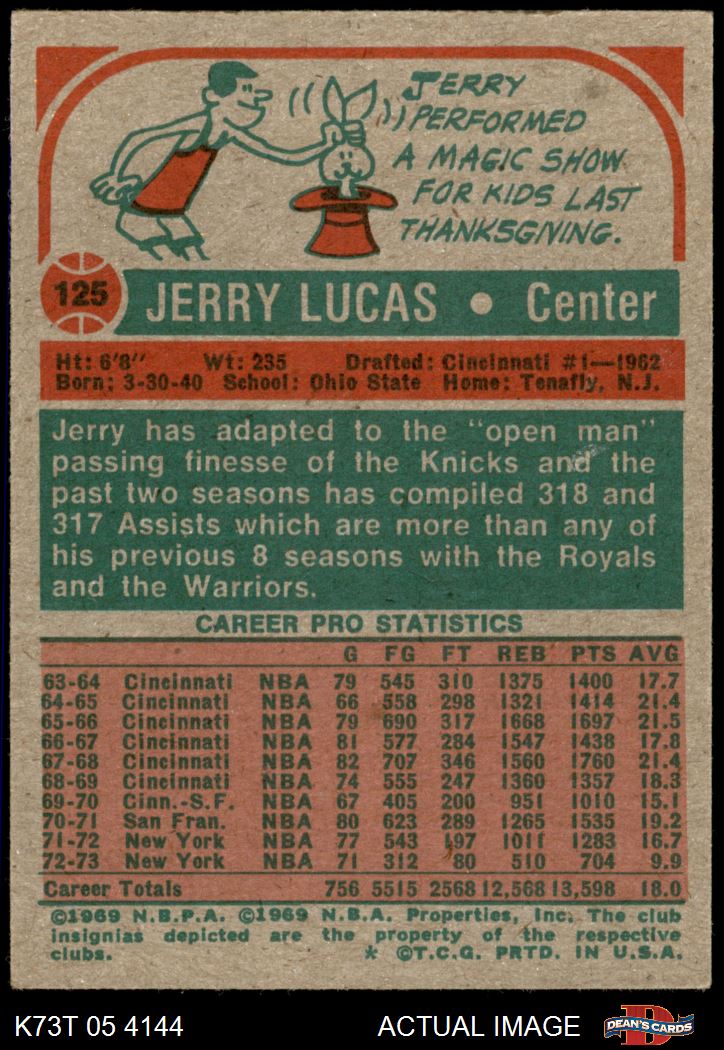 JERRY
PERFORMED
A MAGIC SHOW
FOR KIDS LAST
THANKSGIVING.
125 JERRY LUCAS • Center
Ht: 6'8" Wt: 235 Drafted: Cincinnati #1—1962
Born: 3-30-40 School: Ohio State Home: Tenafly, N.J.
Jerry has adapted to the "open man"
passing finesse of the Knicks and the
past two seasons has compiled 318 and
317 Assists which are more than any of
his previous 8 seasons with the Royals
and the Warriors.
CAREER PRO STATISTICS
G FG FT REB PTS AVG
63-64 Cincinnati NBA 79 545 310 1375 1400 17.7
64-65 Cincinnati NBA 66 558 298 1321 1414 21.4
65-66 Cincinnati NBA 79 690 317 1668 1697 21.5
66-67 Cincinnati NBA 81 577 284 1547 1438 17.8
67-68 Cincinnati NBA 82 707 346 1560 1760 21.4
68-69 Cincinnati NBA 74 555 247 1360 1357 18.3
69-70 Cinn.-S.F. NBA 67 405 200 951 1010 15.1
70-71 San Fran. NBA 80 623 289 1265 1535 19.2
71-72 New York NBA 77 543 197 1011 1283 16.7
72-73 New York NBA 71 312 80 510 704 9.9
Career Totals 756 5515 2568 12,568 13,598 18.0
©1969 N.B.P.A. ©1969 N.B.A. Properties, Inc. The club
insignias depicted are the property of the respective
clubs. * ©T.C.G. PRTD. IN U.S.A.
K73T 05 4144 ACTUAL IMAGE D DEAN'S CARDS